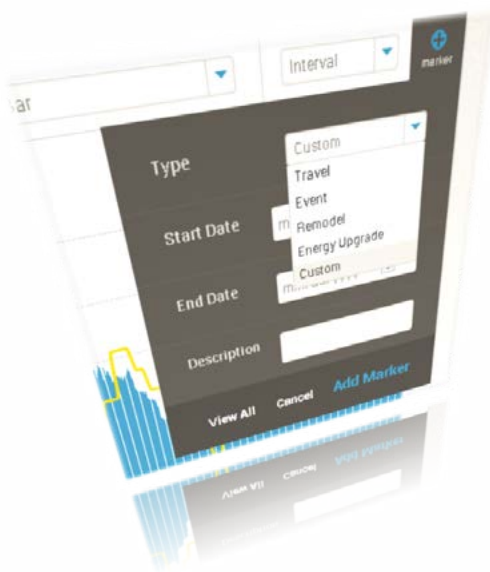 ar
Interval
marker
Type
Custom
Travel
Event
Remodel
Energy Upgrade
Custom
Start Date
m
End Date
Description
View All Cancel Add Marker